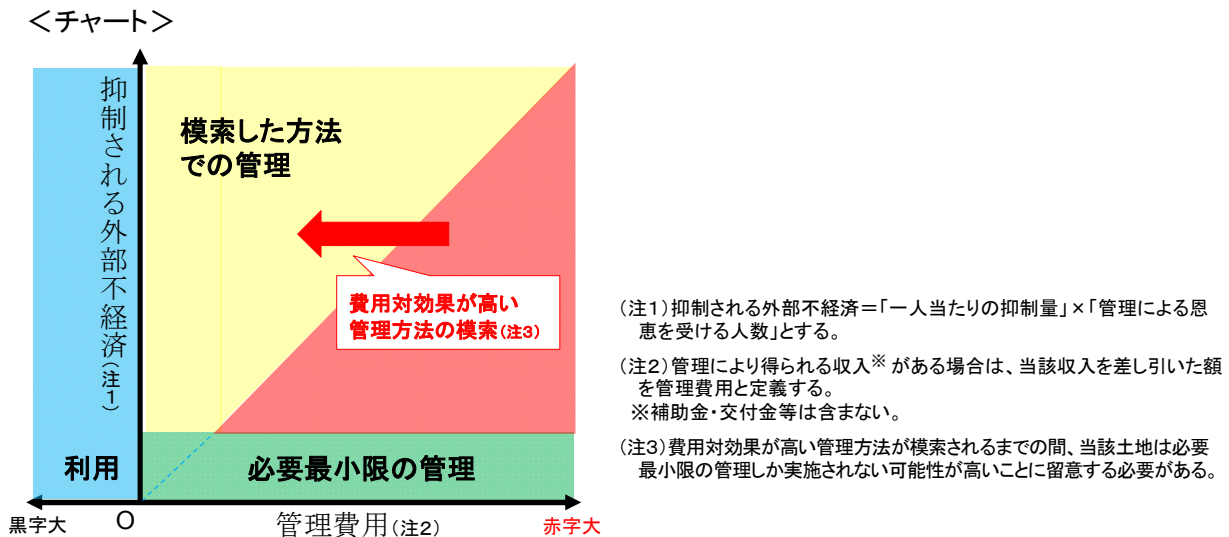 ＜チャート＞
抑制される外部不経済(注1)
模索した方法
での管理
費用対効果が高い
管理方法の模索(注3)
利用
必要最小限の管理
黒字大
O
管理費用(注2)
赤字大
(注1)抑制される外部不経済＝「一人当たりの抑制量」×「管理による恩
恵を受ける人数」とする。
(注2)管理により得られる収入※ がある場合は、当該収入を差し引いた額
を管理費用と定義する。
※補助金・交付金等は含まない。
(注3)費用対効果が高い管理方法が模索されるまでの間、当該土地は必要
最小限の管理しか実施されない可能性が高いことに留意する必要がある。